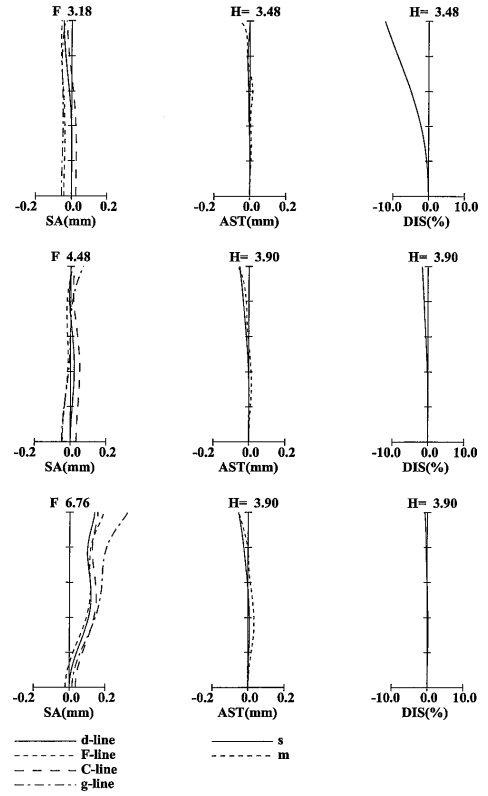 F 3.18 H= 3.48 H= 3.48
-0.2 0.0 0.2 -0.2 0.0 0.2 -10.0 0.0 10.0
SA(mm) AST(mm) DIS(%)
F 4.48 H= 3.90 H= 3.90
-0.2 0.0 0.2 -0.2 0.0 0.2 -10.0 0.0 10.0
SA(mm) AST(mm) DIS(%)
F 6.76 H= 3.90 H= 3.90
-0.2 0.0 0.2 -0.2 0.0 0.2 -10.0 0.0 10.0
SA(mm) AST(mm) DIS(%)
d-line s
F-line m
C-line
g-line